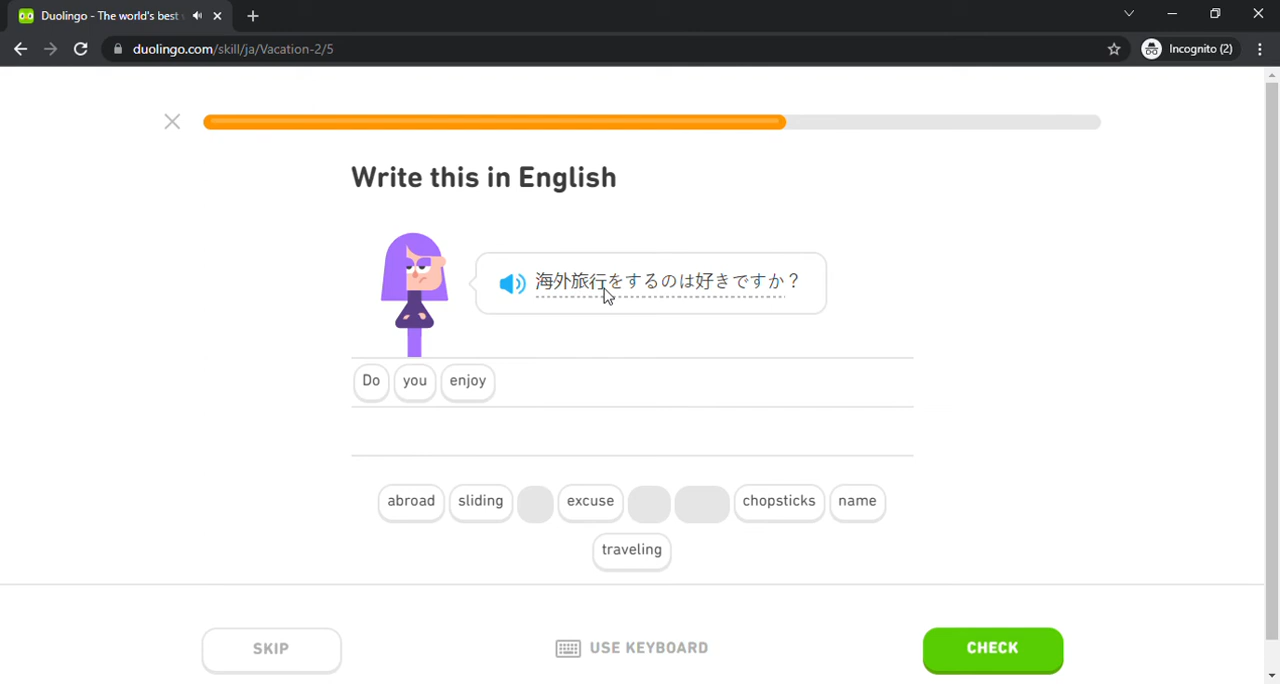 Duolingo - The world's best
duolingo.com/skill/ja/Vacation-2/5
Incognito (2)
Write this in English
海外旅行をするのは好きですか？
Do you enjoy
abroad sliding excuse chopsticks name
traveling
SKIP
USE KEYBOARD
CHECK